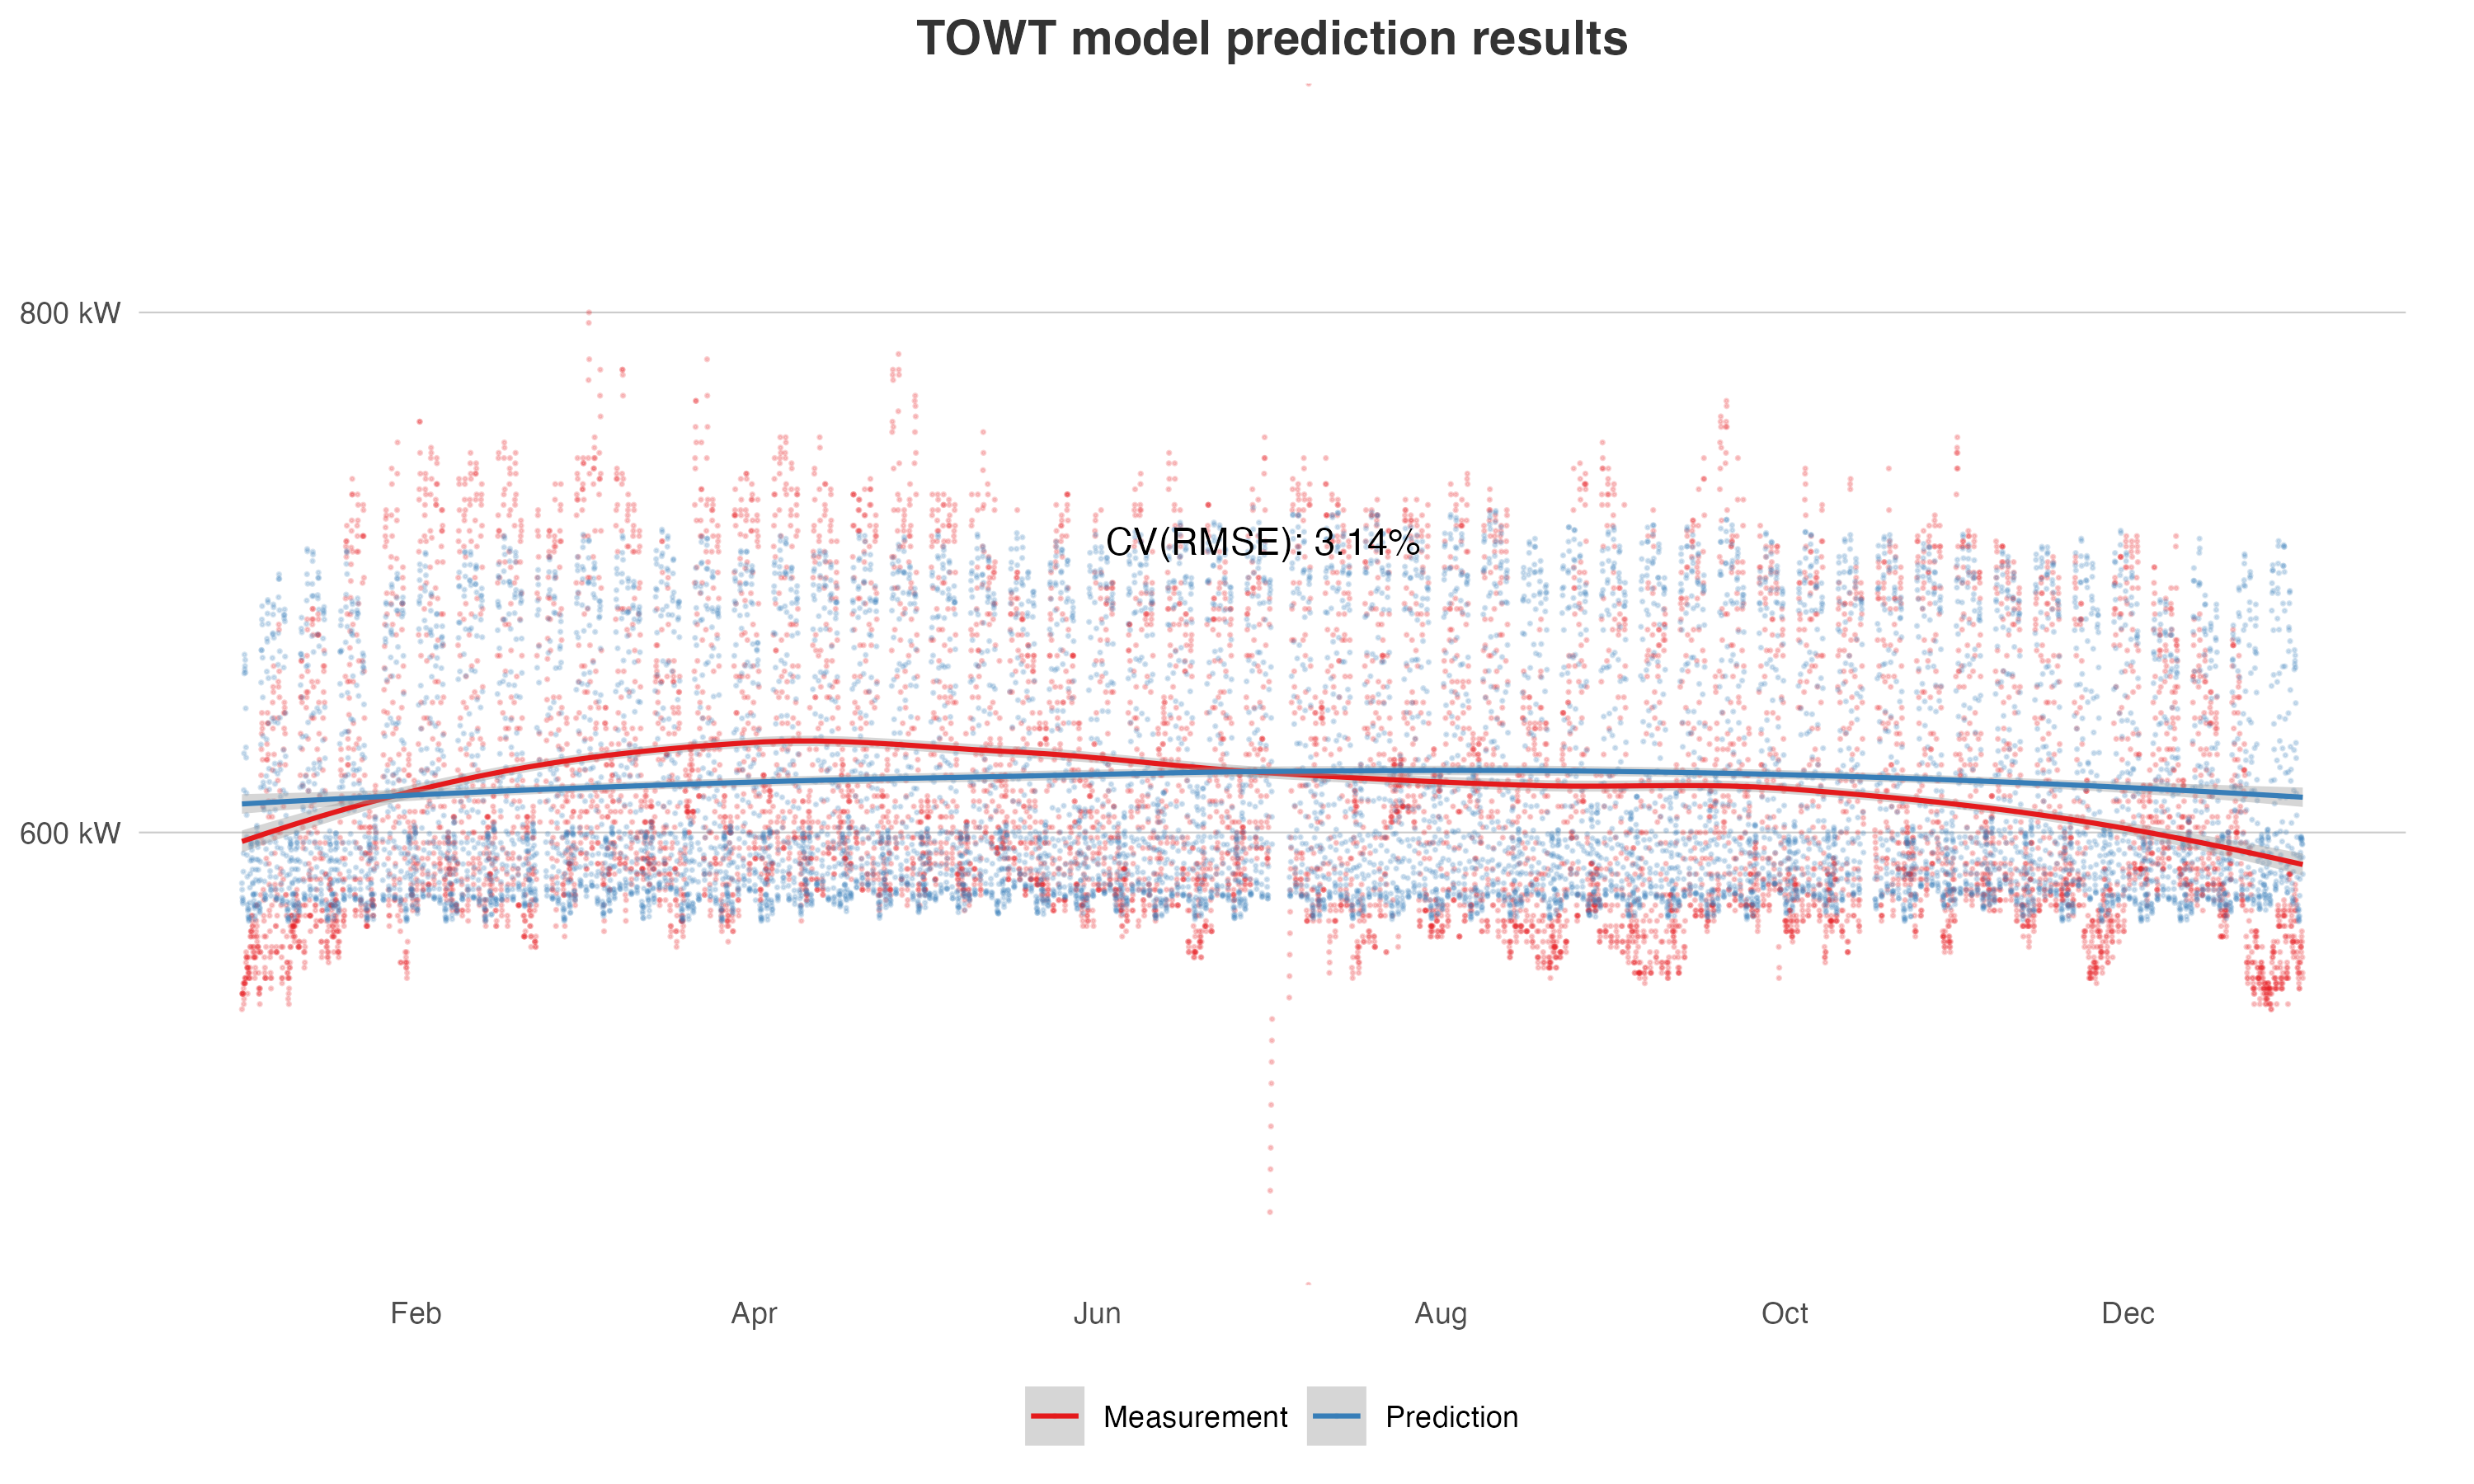 TOWT model prediction results
800 kW
CV(RMSE): 3.14%
600 kW
Feb Apr Jun Aug Oct Dec
Measurement Prediction